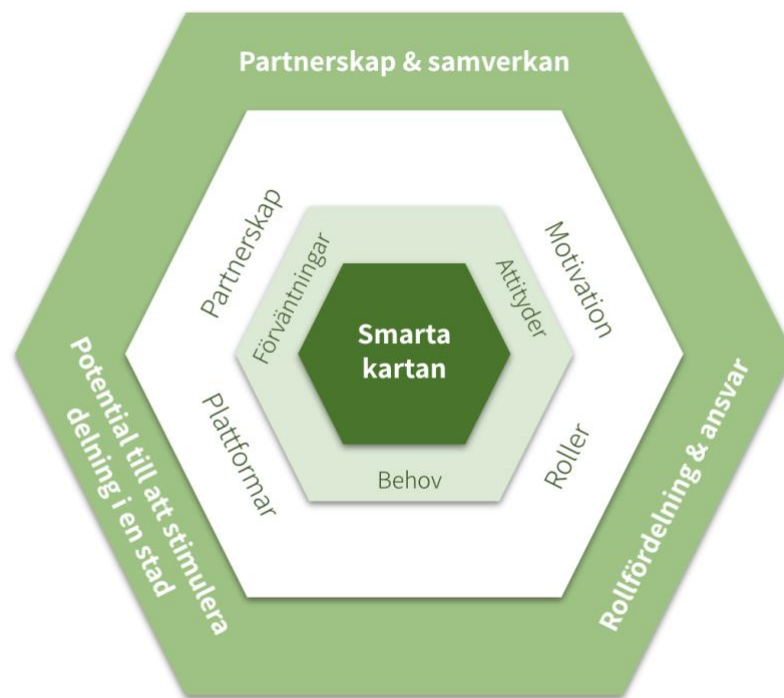 Partnerskap & samverkan
Partnerskap
Motivation
Förväntningar
Attityder
Smarta
kartan
Potential till att stimulera
delning i en stad
Plattformar
Behov
Roller
Rollfördelning & ansvar